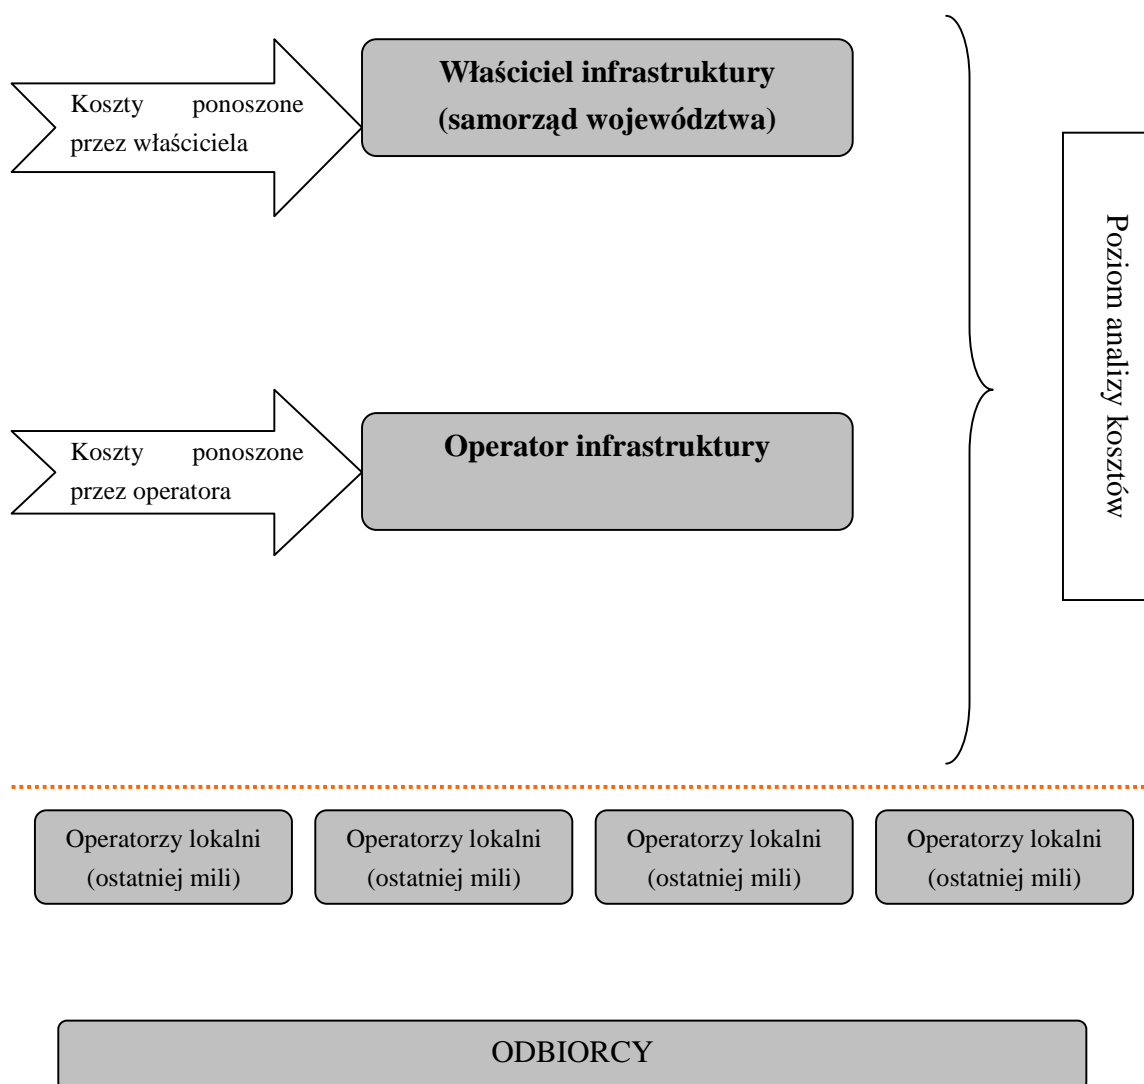 Koszty ponoszone
przez właściciela
Właściciel infrastruktury
(samorząd województwa)
Poziom analizy kosztów
Koszty ponoszone
przez operatora
Operator infrastruktury
Operatorzy lokalni
(ostatniej mili)
Operatorzy lokalni
(ostatniej mili)
Operatorzy lokalni
(ostatniej mili)
Operatorzy lokalni
(ostatniej mili)
ODBIORCY